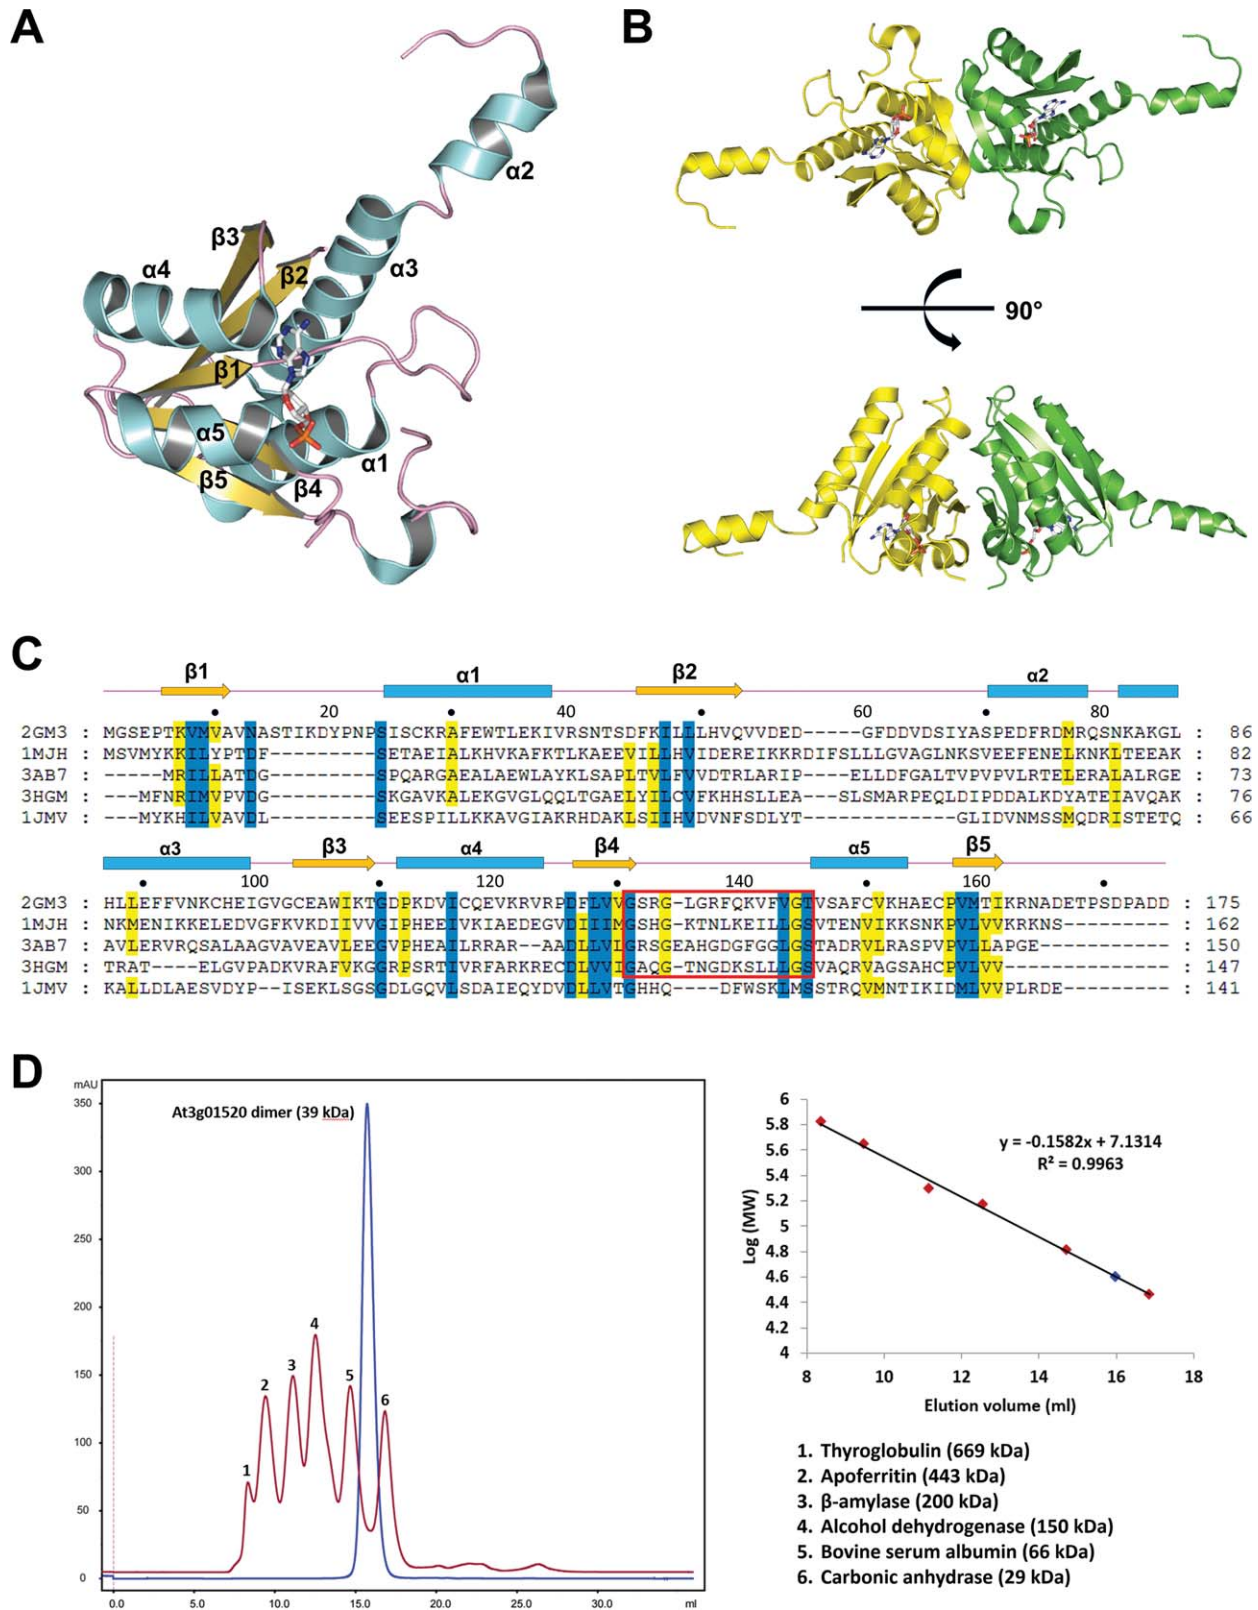 A
α2
β3
α4
β2
α3
β1
α5
α1
β5
β4
B
90°
C
β1 α1 β2 α2
20 40 60 80
2GM3 : MGSEPTKVMVAVNASTIKDYPNPSISCKRAFEWTLEKIVRSNTSDFKILLLHVQVVDED-----GFDDVDSIYASPEDFRDMRQSNKAKGL : 86
1MJH : MSVMYKKILYPTDF--------SETAEIALKHVKAFKTLKAEEVILLHVIDEREIKKRDIFSLLLGVAGLNKSVEEFENELKNKLTEEAK : 82
3AB7 : -----MRILLATDG--------SPQARGAEALAEWLAYKLSAPLTVLFVVDTRLARIP----ELLDFGALTVPVPVLRTELERALALRGE : 73
3HGM : ---MFNRIMVPVDG--------SKGAVKALEKGVGLQQLTGAELYILCVFKHHSLLEA---SLSMARPEQLDIPDDALKDYATEIAVQAK : 76
1JMV : ---MYKHILVAVDL--------SEESPILLKKAVGIAKRHDAKLSIIHVDVNFSDLYT-------------GLIDVNMSSMQDRISTETQ : 66
α3 β3 α4 β4 α5 β5
100 120 140 160
2GM3 : HLLEFFVNKCHEIGVGCEAWIKTGDPKDVICQEVKRVRPDFLVVGSRG-LGRFQKVFVGTVSAFCVKHAECPVMTIKRNADETPSDPADD : 175
1MJH : NKMENIKKELEDVGFKVKDIIVVGIPHEEIVKIAEDEGVDIIIMGSHG-KTNLKEILLGSVTENVIKKSNKPVLVVKRKNS--------- : 162
3AB7 : AVLERVRQSALAAGVAVEAVLEEGVPHEAILRRAR--AADLLVLGRSGEAHGDGFGGLGSTADRVLRASPVPVLLAPGE----------- : 150
3HGM : TRAT----ELGVPADKVRAFVKGGRPSRTIVRFARKRECDLVVIGAQG-TNGDKSLLLGSVAQRVAGSAHCPVLVV-------------- : 147
1JMV : KALLDLAESVDYP--ISEKLSGSGDLGQVLSDAIEQYDVDLLVTGHHQ----DFWSKLMSSTRQVMNTIKIDMLVVPLRDE--------- : 141
D
mAU
At3g01520 dimer (39 kDa)
350
300
250
200
150
100
50
0
1
2
3
4
5
6
0.0 5.0 10.0 15.0 20.0 25.0 30.0 ml
y = -0.1582x + 7.1314
R² = 0.9963
6
5.8
5.6
5.4
5.2
5
4.8
4.6
4.4
4.2
4
Log (MW)
8 10 12 14 16 18
Elution volume (ml)
1. Thyroglobulin (669 kDa)
2. Apoferritin (443 kDa)
3. β-amylase (200 kDa)
4. Alcohol dehydrogenase (150 kDa)
5. Bovine serum albumin (66 kDa)
6. Carbonic anhydrase (29 kDa)